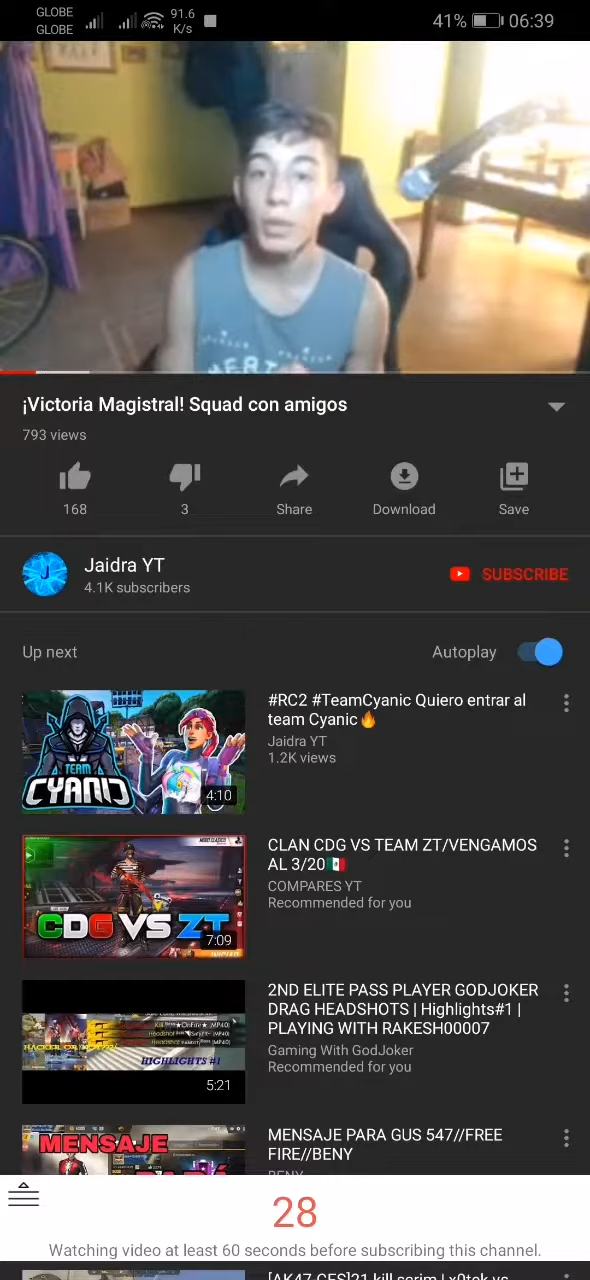 GLOBE
GLOBE
91.6
K/s
41%
06:39
¡Victoria Magistral! Squad con amigos
793 views
168
3
Share
Download
Save
J
Jaidra YT
4.1K subscribers
SUBSCRIBE
Up next
Autoplay
#RC2 #TeamCyanic Quiero entrar al
team Cyanic🔥
Jaidra YT
1.2K views
TEAM
CYANIC
4:10
CLAN CDG VS TEAM ZT/VENGAMOS
AL 3/20🇲🇽
COMPARES YT
Recommended for you
CDG VS ZT
7:09
2ND ELITE PASS PLAYER GODJOKER
DRAG HEADSHOTS | Highlights#1 |
PLAYING WITH RAKESH00007
Gaming With GodJoker
Recommended for you
HIGHLIGHTS #1
5:21
MENSAJE PARA GUS 547//FREE
FIRE//BENY
MENSAJE
28
Watching video at least 60 seconds before subscribing this channel.